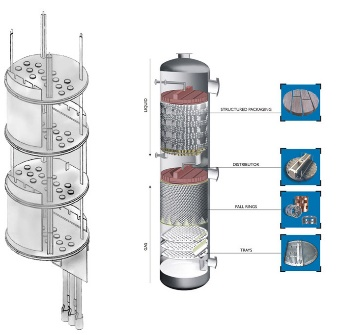 LIQUID
STRUCTURED PACKAGING
DISTRIBUTOR
PALL RINGS
GAS
TRAYS